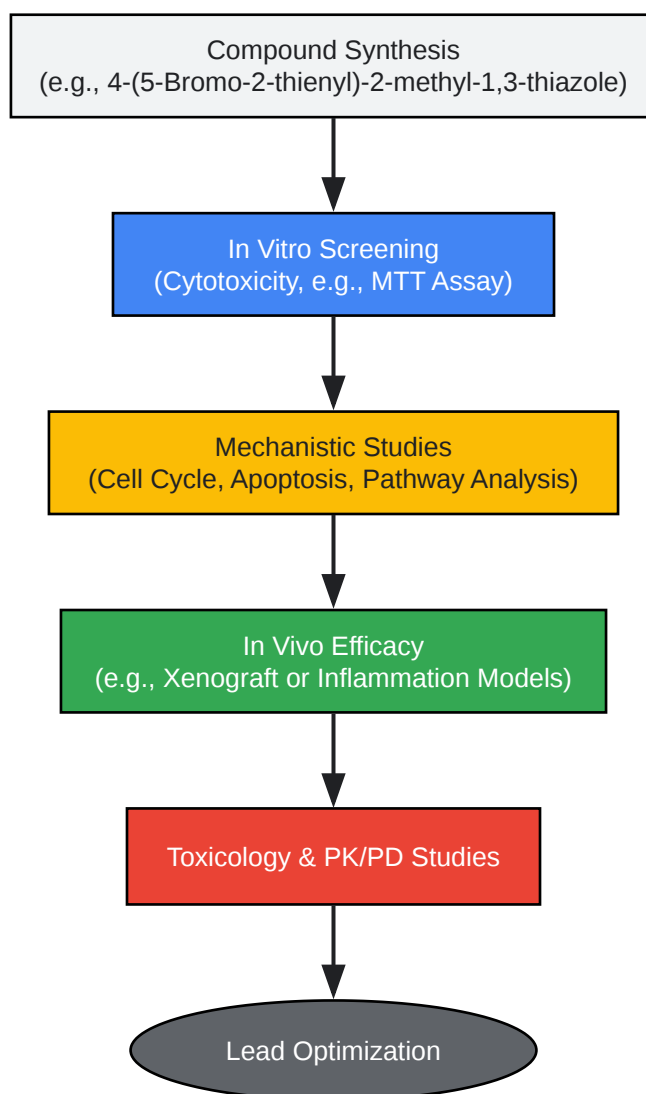 Compound Synthesis
(e.g., 4-(5-Bromo-2-thienyl)-2-methyl-1,3-thiazole)
In Vitro Screening
(Cytotoxicity, e.g., MTT Assay)
Mechanistic Studies
(Cell Cycle, Apoptosis, Pathway Analysis)
In Vivo Efficacy
(e.g., Xenograft or Inflammation Models)
Toxicology & PK/PD Studies
Lead Optimization